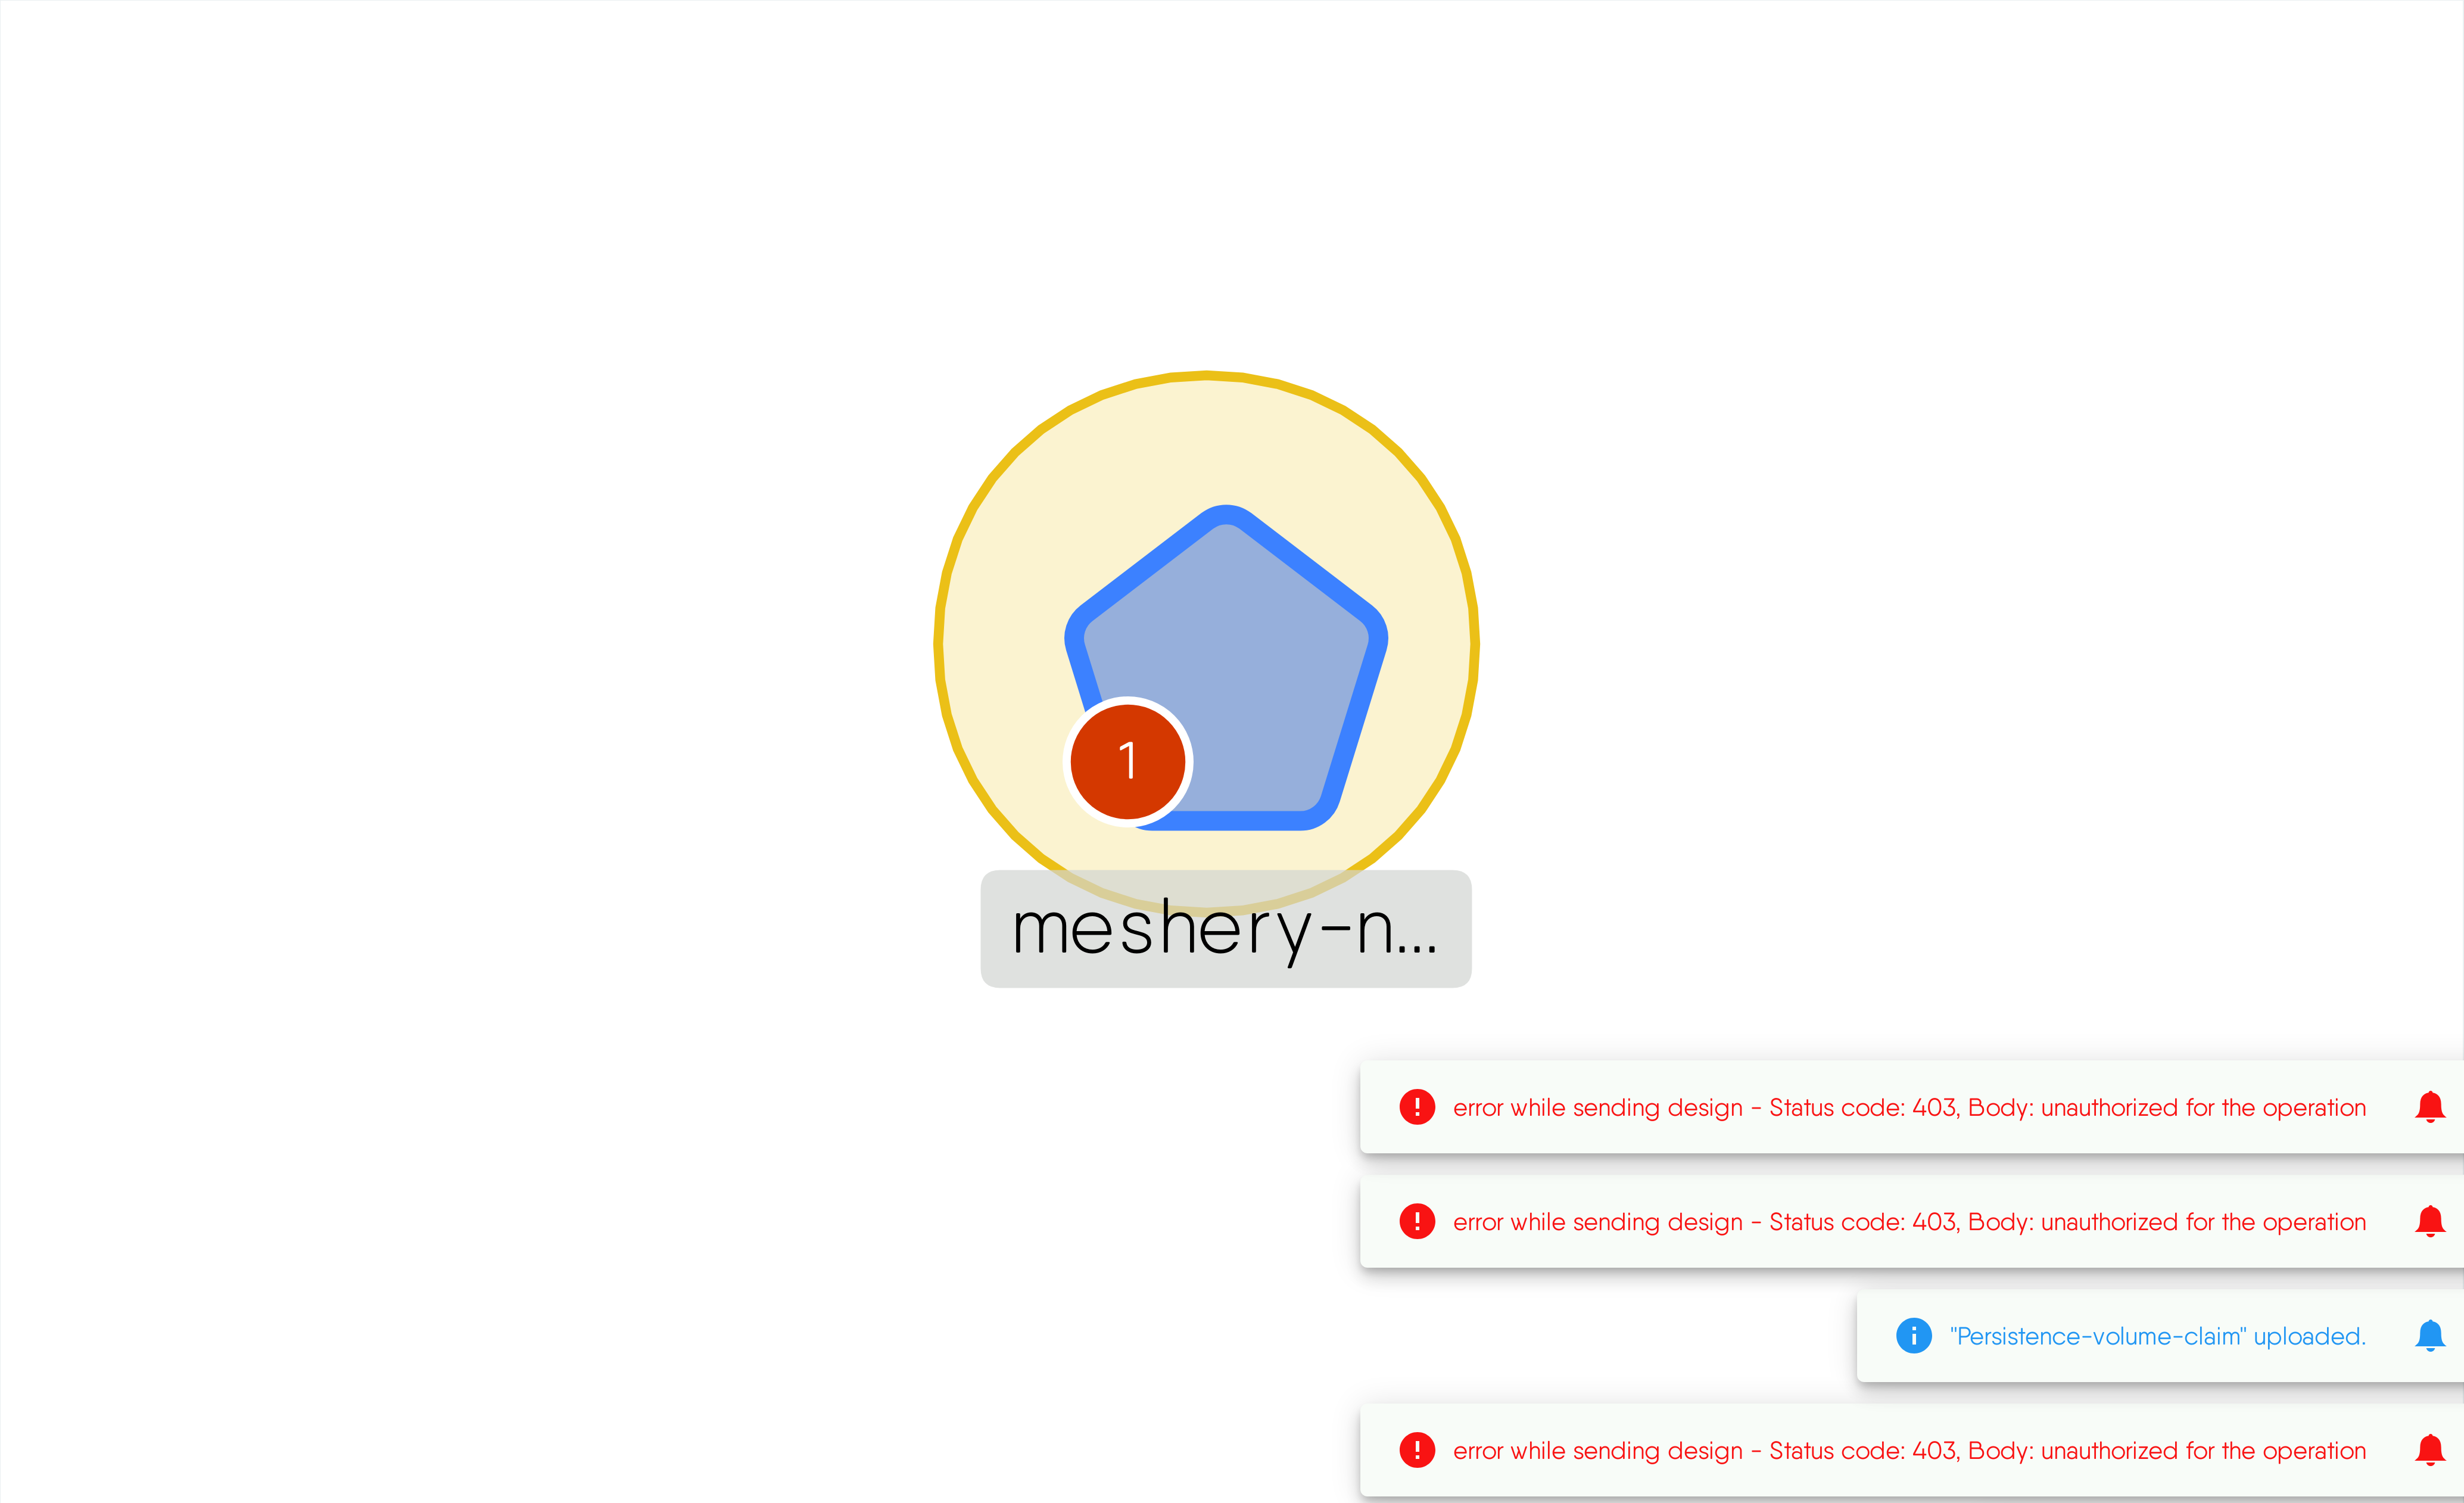 1
meshery-n...
error while sending design - Status code: 403, Body: unauthorized for the operation
error while sending design - Status code: 403, Body: unauthorized for the operation
"Persistence-volume-claim" uploaded.
error while sending design - Status code: 403, Body: unauthorized for the operation